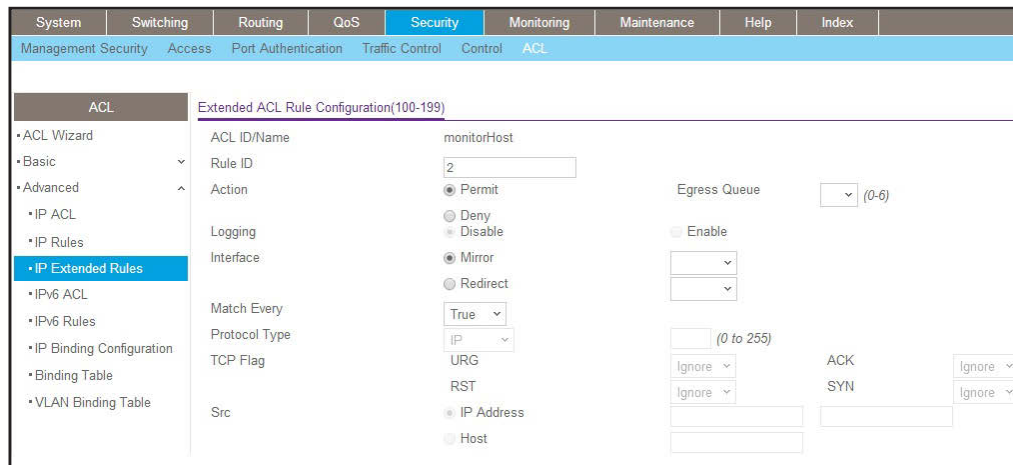 System Switching Routing QoS Security Monitoring Maintenance Help Index
Management Security Access Port Authentication Traffic Control Control ACL
ACL
ACL Wizard
Basic
Advanced
IP ACL
IP Rules
IP Extended Rules
IPv6 ACL
IPv6 Rules
IP Binding Configuration
Binding Table
VLAN Binding Table
Extended ACL Rule Configuration(100-199)
ACL ID/Name monitorHost
Rule ID 2
Action Permit Egress Queue (0-6)
Deny
Logging Disable Enable
Interface Mirror
Redirect
Match Every True
Protocol Type IP (0 to 255)
TCP Flag URG Ignore ACK Ignore
RST Ignore SYN Ignore
Src IP Address
Host